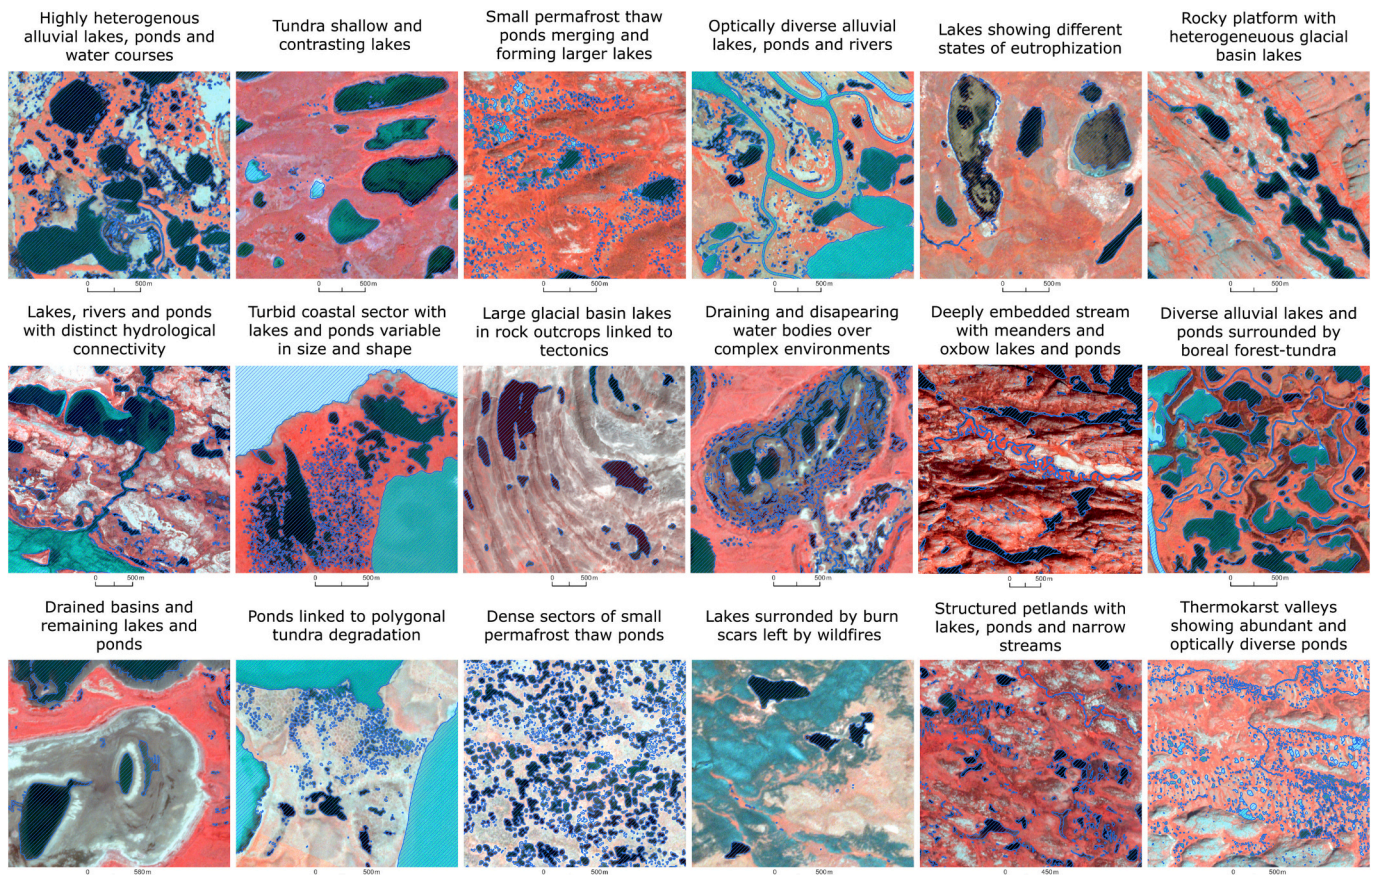 Highly heterogenous
alluvial lakes, ponds and
water courses
Tundra shallow and
contrasting lakes
Small permafrost thaw
ponds merging and
forming larger lakes
Optically diverse alluvial
lakes, ponds and rivers
Lakes showing different
states of eutrophization
Rocky platform with
heterogeneuous glacial
basin lakes
0 500m
0 500m
0 500m
0 500m
0 500m
0 500m
Lakes, rivers and ponds
with distinct hydrological
connectivity
Turbid coastal sector with
lakes and ponds variable
in size and shape
Large glacial basin lakes
in rock outcrops linked to
tectonics
Draining and disapearing
water bodies over
complex environments
Deeply embedded stream
with meanders and
oxbow lakes and ponds
Diverse alluvial lakes and
ponds surrounded by
boreal forest-tundra
0 500m
0 500m
0 500m
0 500m
0 500m
0 500m
Drained basins and
remaining lakes and
ponds
Ponds linked to polygonal
tundra degradation
Dense sectors of small
permafrost thaw ponds
Lakes surronded by burn
scars left by wildfires
Structured petlands with
lakes, ponds and narrow
streams
Thermokarst valleys
showing abundant and
optically diverse ponds
0 580m
0 500m
0 500m
0 500m
0 450m
0 500m